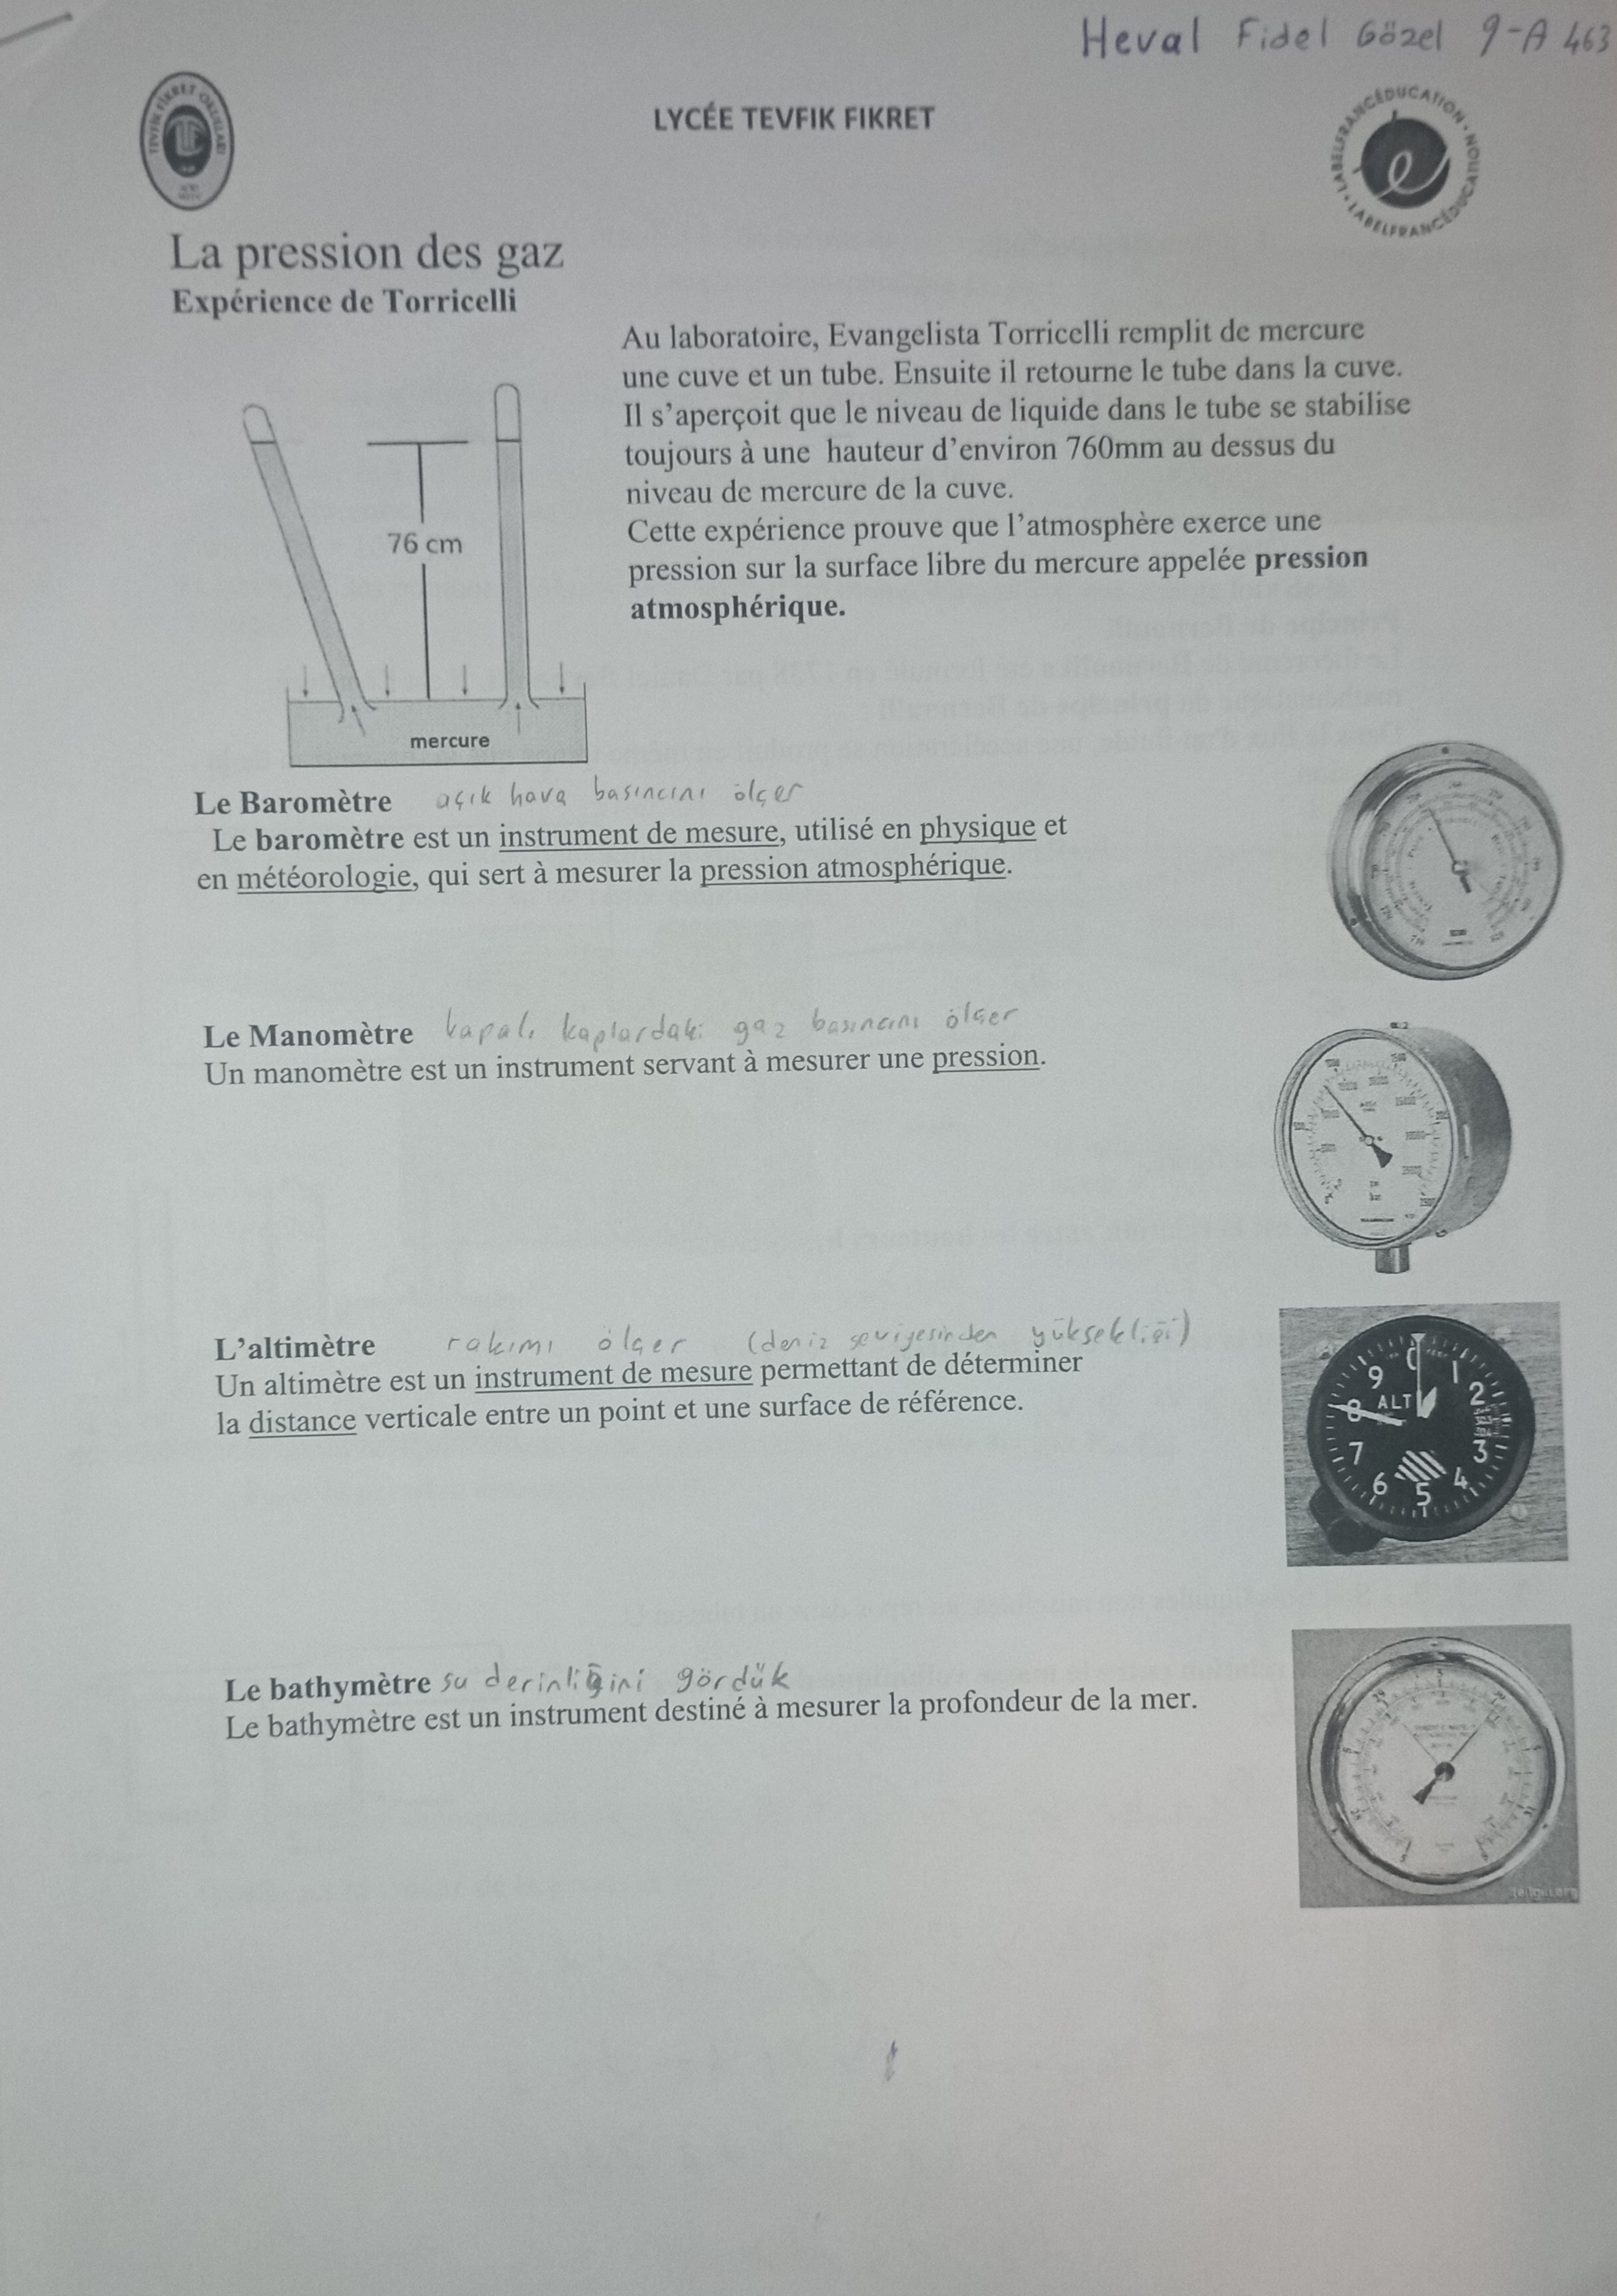 Heval Fidel Gözel 9-A 463
TEVFİK FİKRET OKULLARI
LYCÉE TEVFIK FIKRET
LABELFRANCÉDUCATION · LABELFRANCÉDUCATION ·
La pression des gaz
Expérience de Torricelli
Au laboratoire, Evangelista Torricelli remplit de mercure
une cuve et un tube. Ensuite il retourne le tube dans la cuve.
Il s'aperçoit que le niveau de liquide dans le tube se stabilise
toujours à une hauteur d'environ 760mm au dessus du
niveau de mercure de la cuve.
Cette expérience prouve que l'atmosphère exerce une
pression sur la surface libre du mercure appelée pression
atmosphérique.
76 cm
mercure
Le Baromètre açık hava basıncını ölçer
Le baromètre est un instrument de mesure, utilisé en physique et
en météorologie, qui sert à mesurer la pression atmosphérique.
Le Manomètre kapalı kaplardaki gaz basıncını ölçer
Un manomètre est un instrument servant à mesurer une pression.
L'altimètre rakımı ölçer (deniz seviyesinden yüksekliği)
Un altimètre est un instrument de mesure permettant de déterminer
la distance verticale entre un point et une surface de référence.
0 1 2 3 4 5 6 7 8 9
ALT
Le bathymètre su derinliğini gördük
Le bathymètre est un instrument destiné à mesurer la profondeur de la mer.